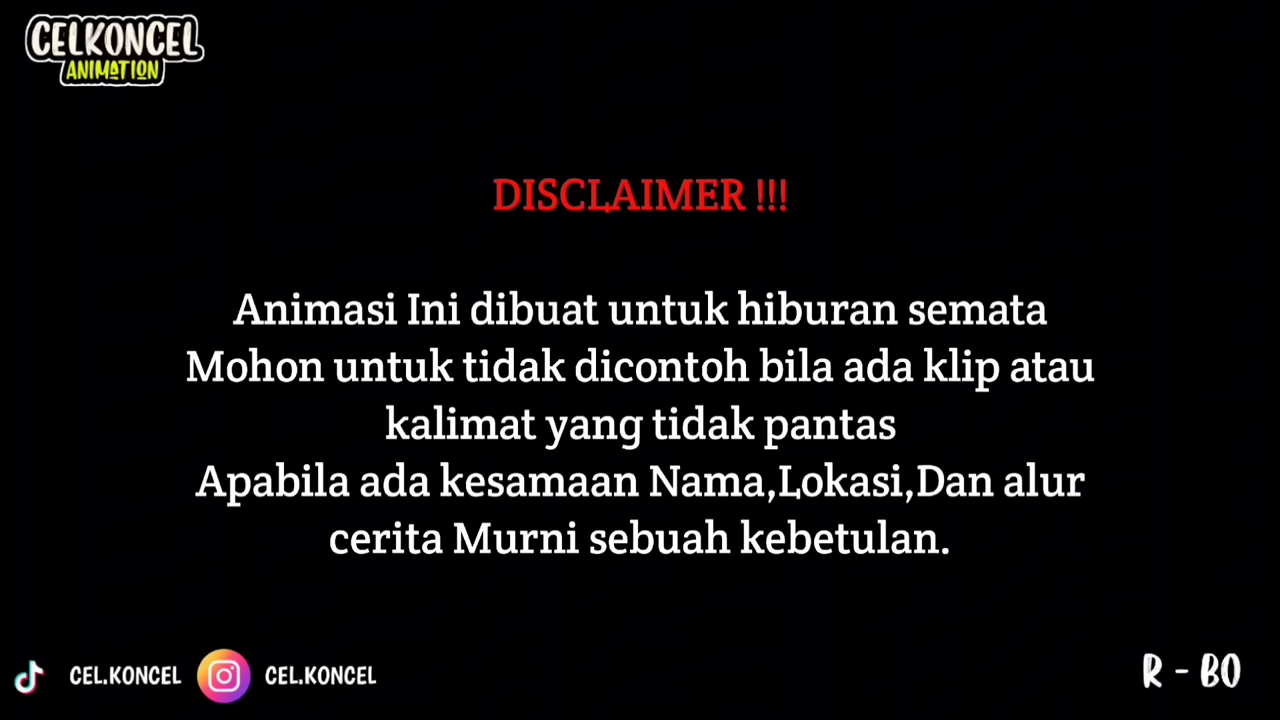 CELKONCEL
ANIMATION
DISCLAIMER !!!
Animasi Ini dibuat untuk hiburan semata
Mohon untuk tidak dicontoh bila ada klip atau
kalimat yang tidak pantas
Apabila ada kesamaan Nama,Lokasi,Dan alur
cerita Murni sebuah kebetulan.
CEL.KONCEL CEL.KONCEL R - BO